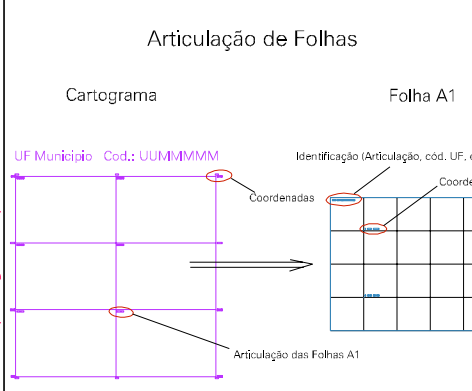 Articulação de Folhas
Cartograma
Folha A1
UF Município Cod.: UUMMMMM
Identificação (Articulação, cód. UF,
Coordenadas
Coorde
Articulação das Folhas A1